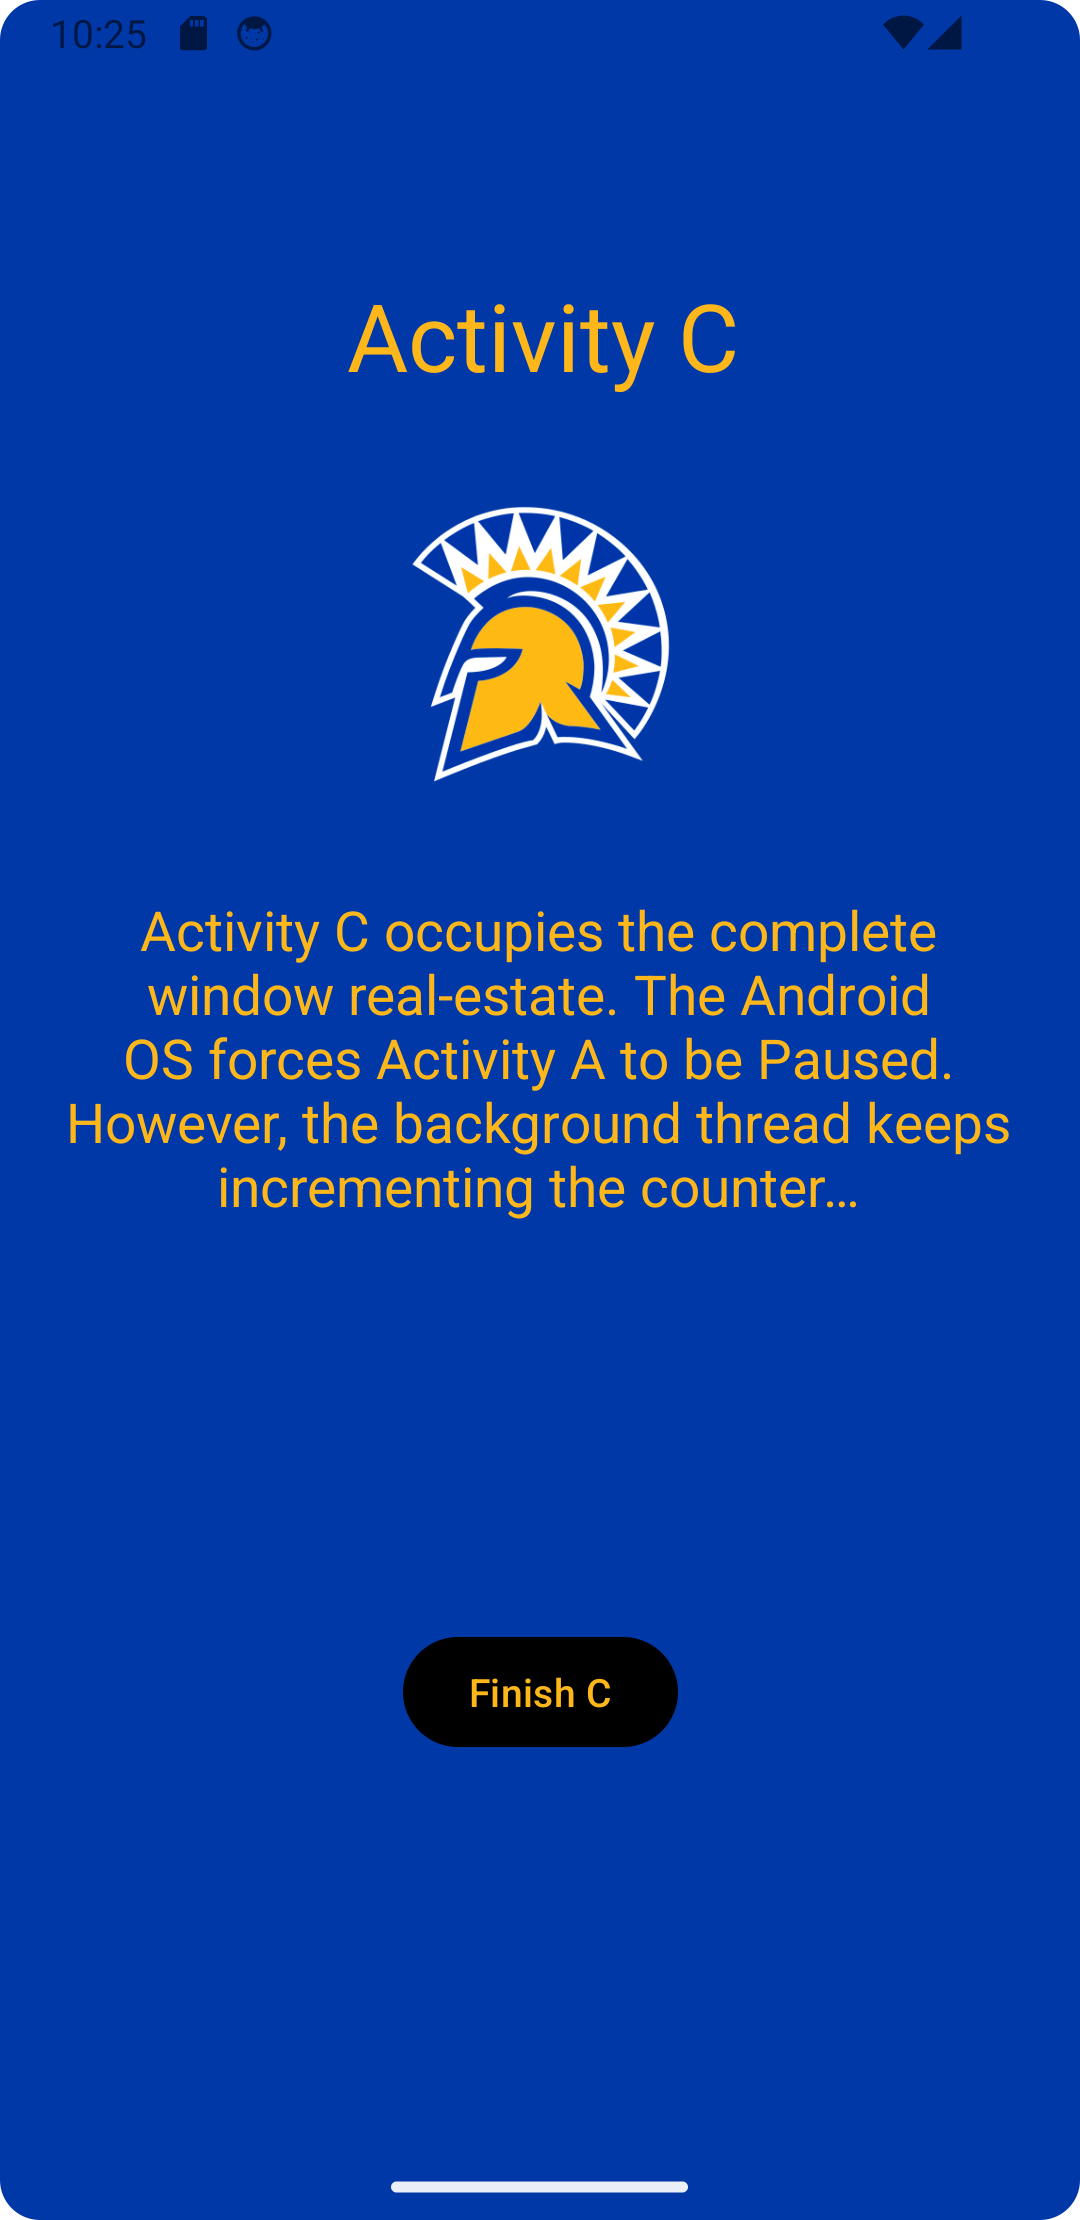 10:25
Activity C
Activity C occupies the complete
window real-estate. The Android
OS forces Activity A to be Paused.
However, the background thread keeps
incrementing the counter…
Finish C